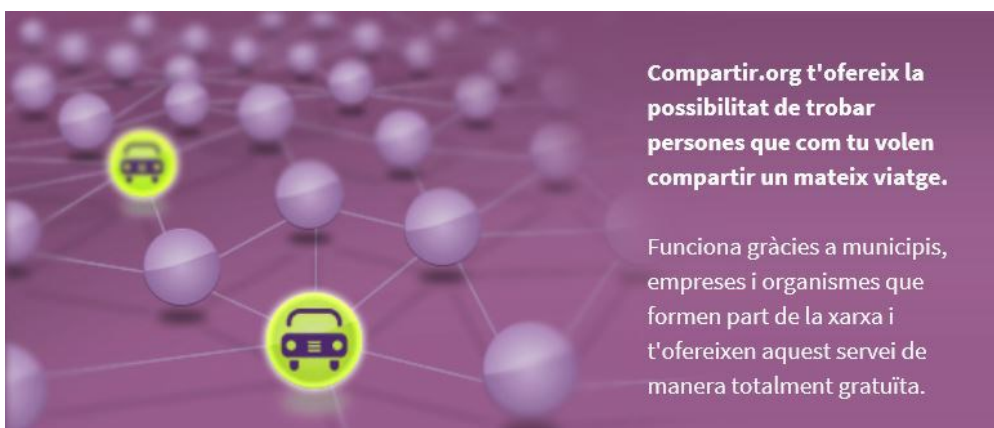 Compartir.org t'ofereix la
possibilitat de trobar
persones que com tu volen
compartir un mateix viatge.
Funciona gràcies a municipis,
empreses i organismes que
formen part de la xarxa i
t'ofereixen aquest servei de
manera totalment gratuïta.